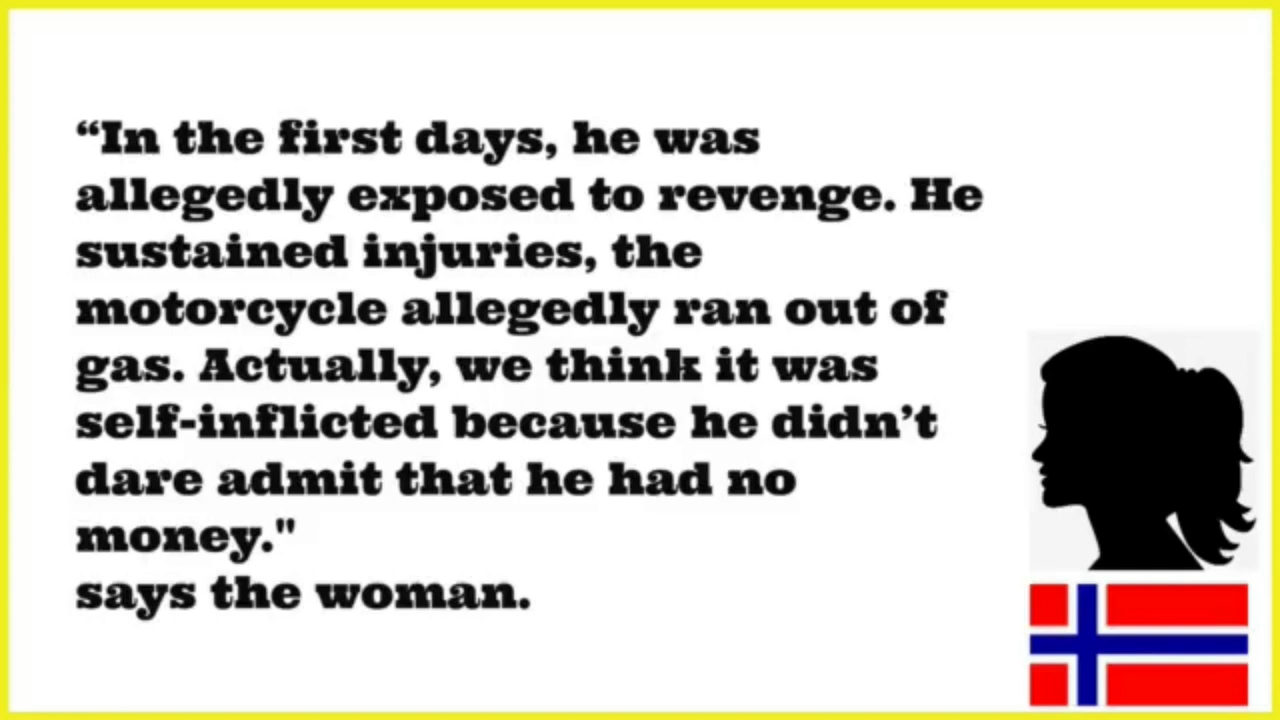 “In the first days, he was
allegedly exposed to revenge. He
sustained injuries, the
motorcycle allegedly ran out of
gas. Actually, we think it was
self-inflicted because he didn’t
dare admit that he had no
money."
says the woman.